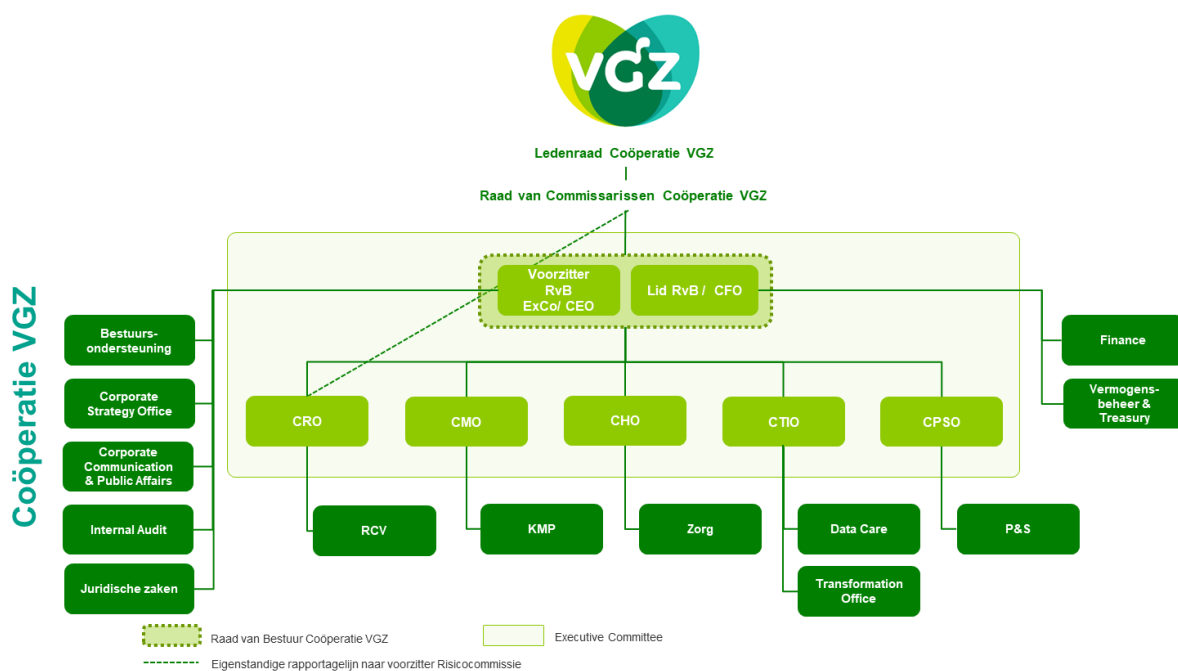 VGZ
Ledenraad Coöperatie VGZ
Raad van Commissarissen Coöperatie VGZ
Coöperatie VGZ
Voorzitter
RvB
ExCo/ CEO
Lid RvB / CFO
Bestuurs-
ondersteuning
Corporate
Strategy Office
Corporate
Communication
& Public Affairs
Internal Audit
Juridische zaken
Finance
Vermogens-
beheer &
Treasury
CRO
CMO
CHO
CTIO
CPSO
RCV
KMP
Zorg
Data Care
P&S
Transformation
Office
Raad van Bestuur Coöperatie VGZ
Executive Committee
Eigenstandige rapportagelijn naar voorzitter Risicocommissie